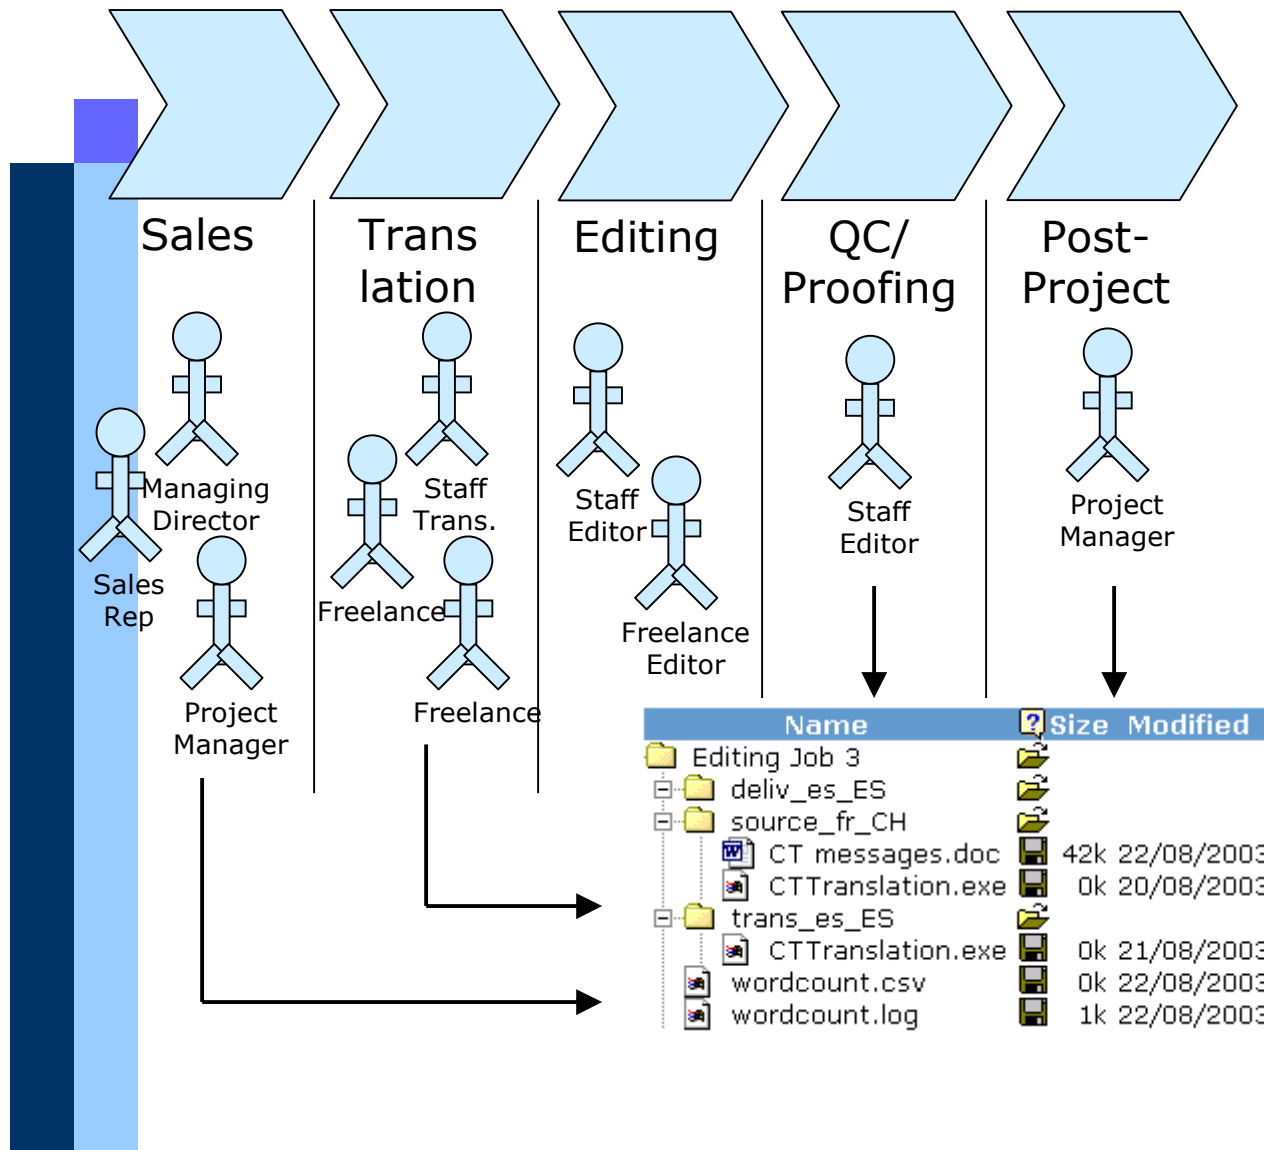 Sales
Trans
lation
Editing
QC/
Proofing
Post-
Project
Managing
Director
Sales
Rep
Project
Manager
Staff
Trans.
Freelance
Freelance
Staff
Editor
Freelance
Editor
Staff
Editor
Project
Manager
Name ? Size Modified
Editing Job 3
deliv_es_ES
source_fr_CH
CT messages.doc 42k 22/08/2003
CTTranslation.exe 0k 20/08/2003
trans_es_ES
CTTranslation.exe 0k 21/08/2003
wordcount.csv 0k 22/08/2003
wordcount.log 1k 22/08/2003